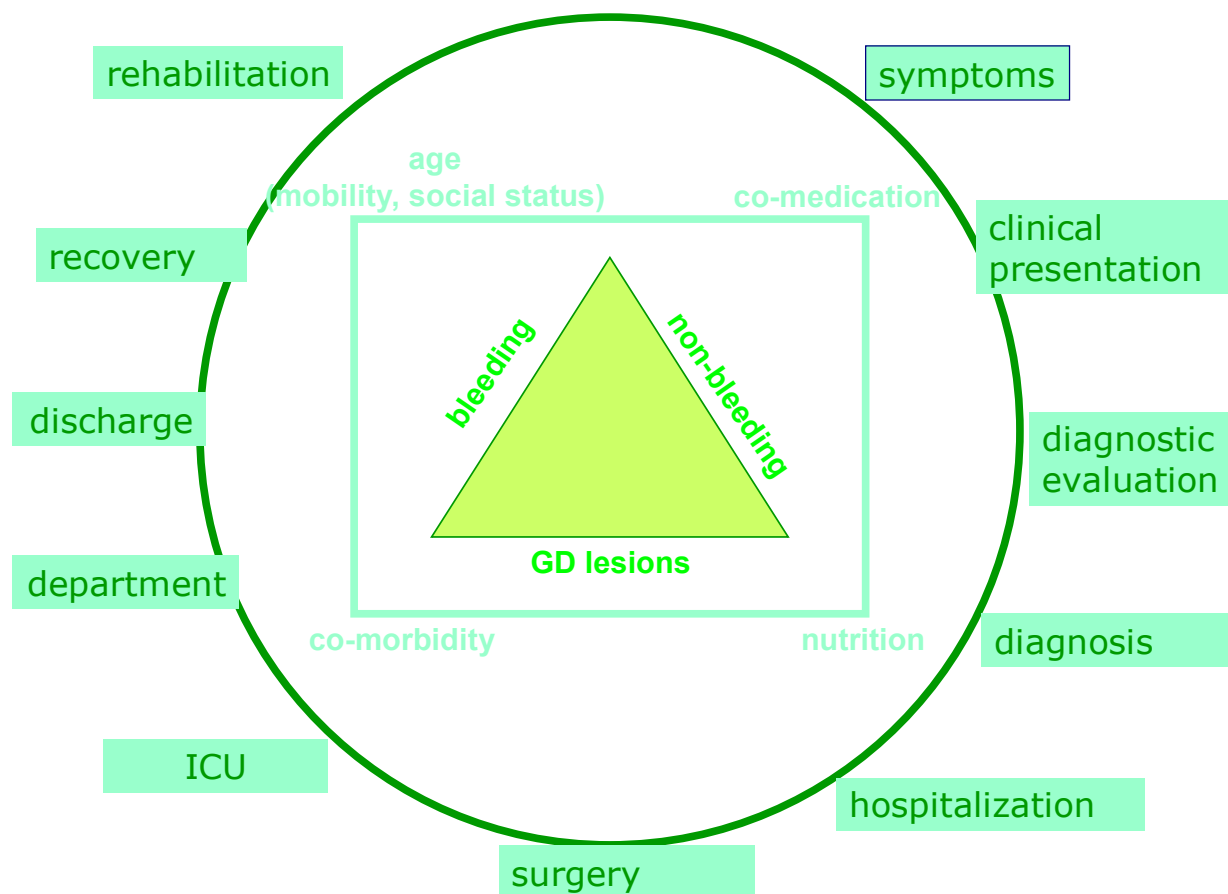 rehabilitation
symptoms
age
(mobility, social status)
co-medication
clinical
presentation
recovery
bleeding
non-bleeding
discharge
diagnostic
evaluation
GD lesions
department
co-morbidity
nutrition
diagnosis
ICU
hospitalization
surgery